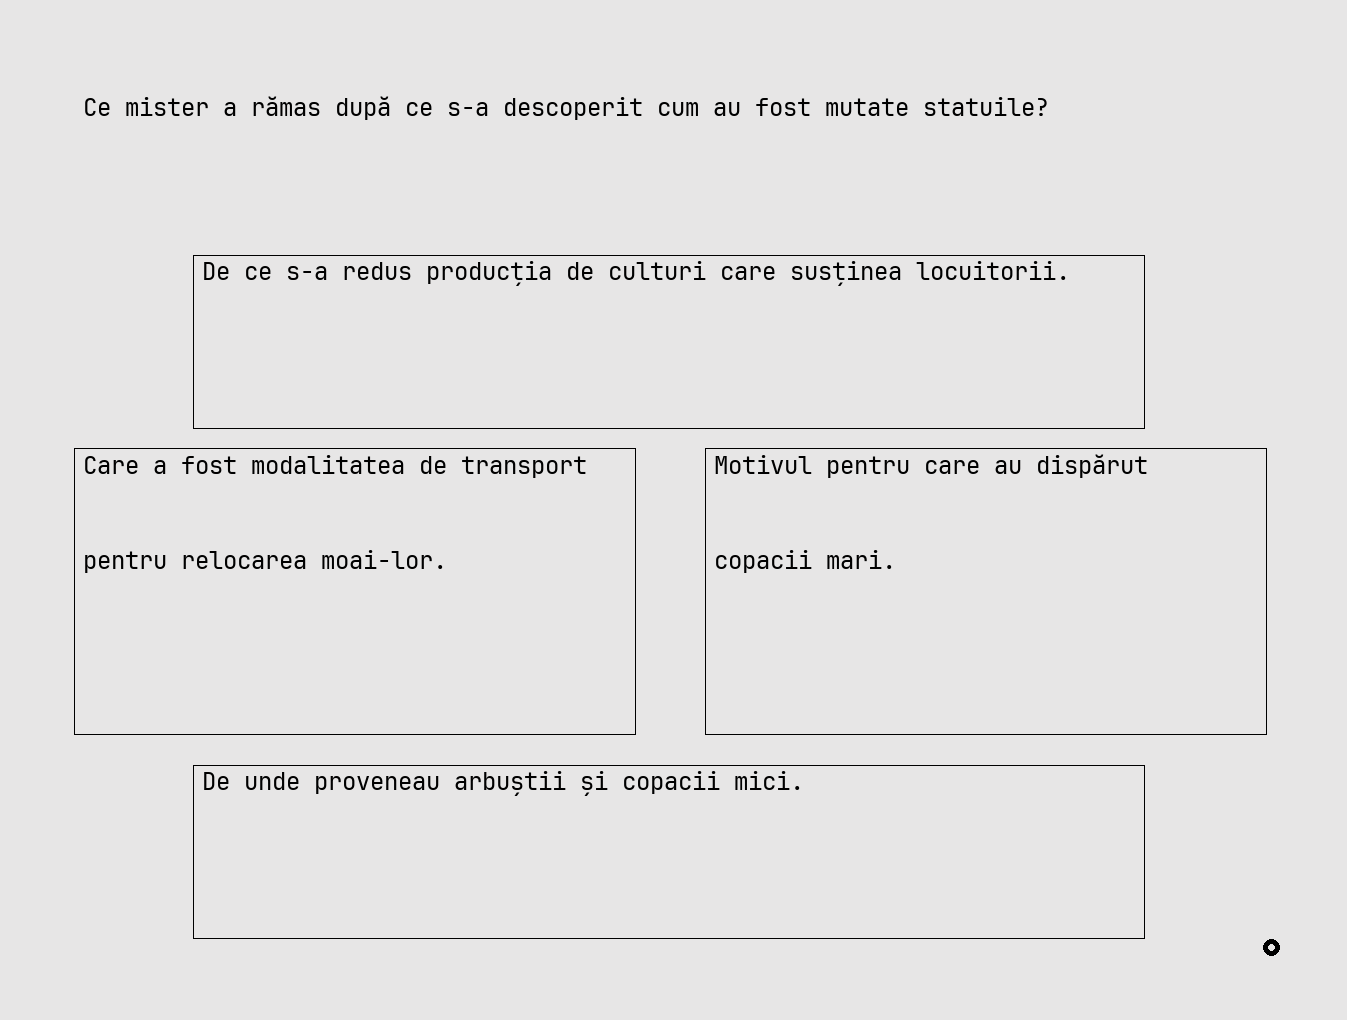 Ce mister a rămas după ce s-a descoperit cum au fost mutate statuile?
De ce s-a redus producția de culturi care susținea locuitorii.
Care a fost modalitatea de transport
pentru relocarea moai-lor.
Motivul pentru care au dispărut
copacii mari.
De unde proveneau arbuștii și copacii mici.